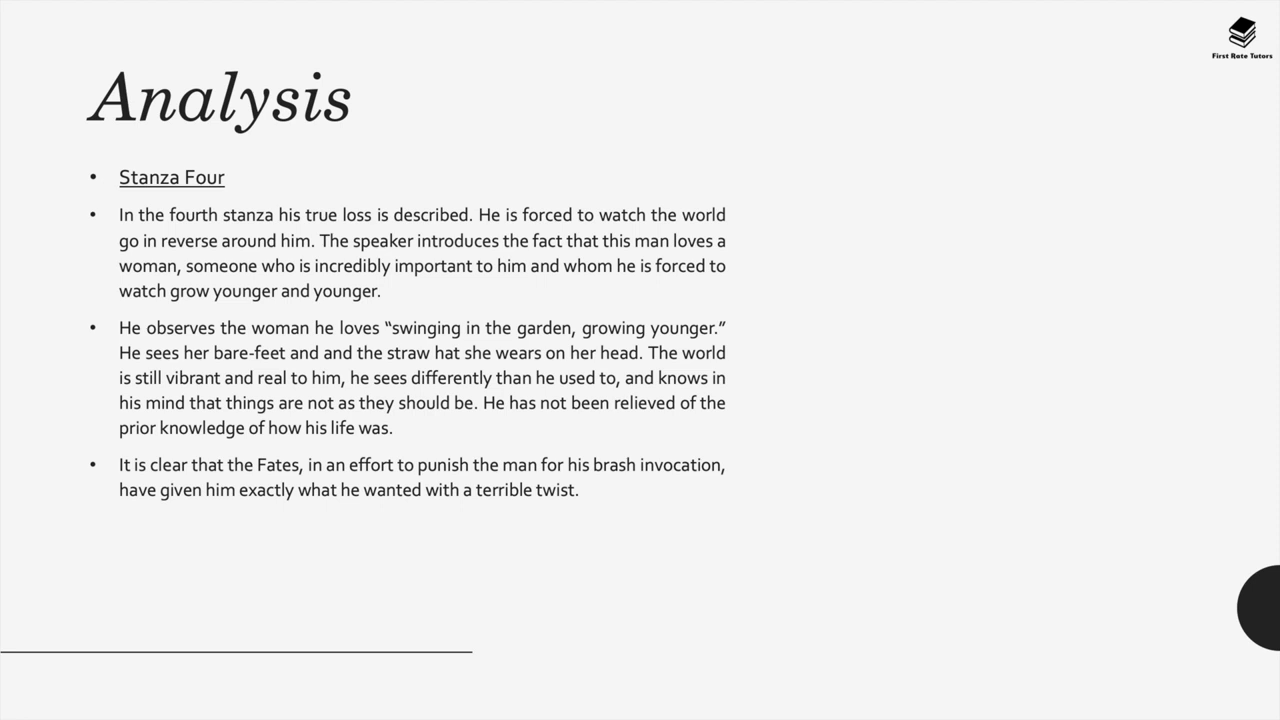 First Rate Tutors
Analysis
• Stanza Four
• In the fourth stanza his true loss is described. He is forced to watch the world
go in reverse around him. The speaker introduces the fact that this man loves a
woman, someone who is incredibly important to him and whom he is forced to
watch grow younger and younger.
• He observes the woman he loves “swinging in the garden, growing younger.”
He sees her bare-feet and and the straw hat she wears on her head. The world
is still vibrant and real to him, he sees differently than he used to, and knows in
his mind that things are not as they should be. He has not been relieved of the
prior knowledge of how his life was.
• It is clear that the Fates, in an effort to punish the man for his brash invocation,
have given him exactly what he wanted with a terrible twist.